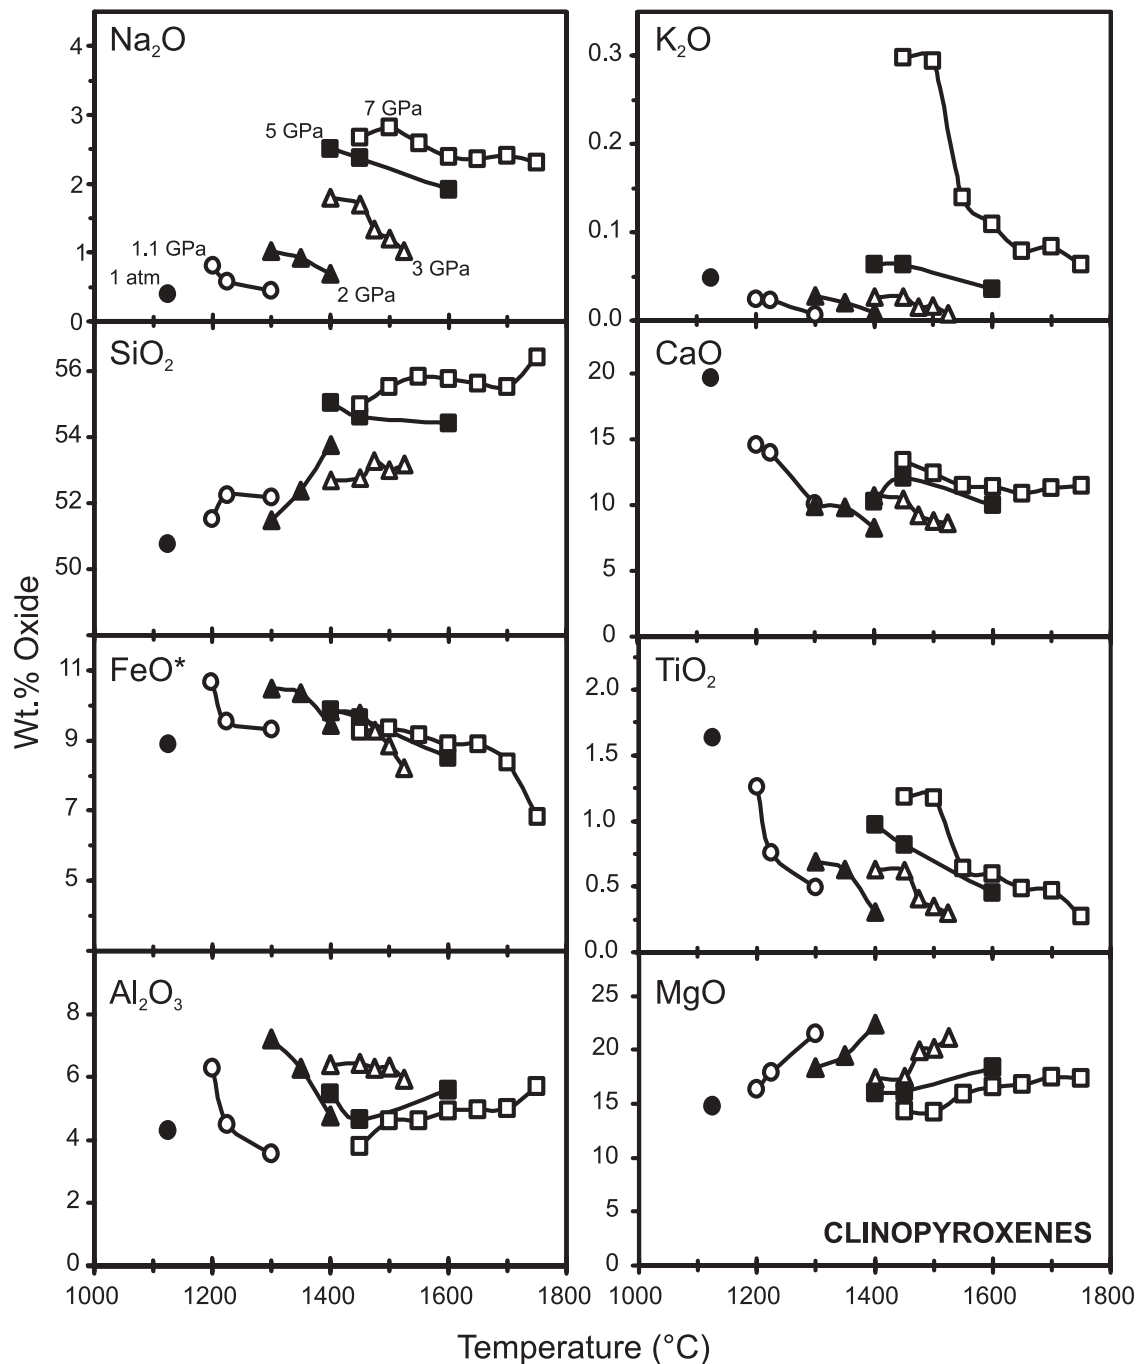 Wt.% Oxide
Na₂O
4
3
2
1
0
7 GPa
5 GPa
1.1 GPa
1 atm
3 GPa
2 GPa
K₂O
0.3
0.2
0.1
0.0
SiO₂
56
54
52
50
CaO
20
15
10
5
0
FeO*
11
9
7
5
TiO₂
2.0
1.5
1.0
0.5
0.0
Al₂O₃
8
6
4
2
0
MgO
25
20
15
10
5
0
CLINOPYROXENES
1000 1200 1400 1600 1800
1000 1200 1400 1600 1800
Temperature (°C)